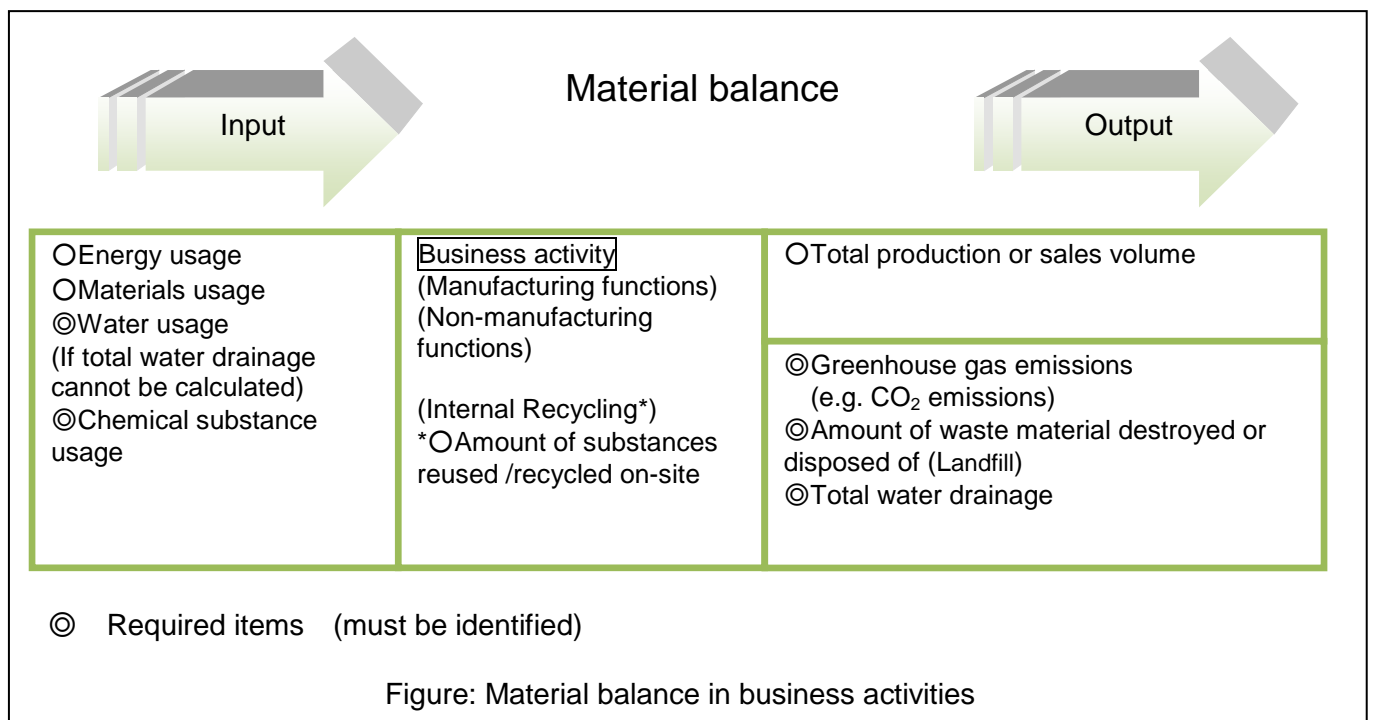 Material balance
Input
Output
○Energy usage
○Materials usage
◎Water usage
(If total water drainage
cannot be calculated)
◎Chemical substance
usage
Business activity
(Manufacturing functions)
(Non-manufacturing
functions)
(Internal Recycling*)
*○Amount of substances
reused /recycled on-site
○Total production or sales volume
◎Greenhouse gas emissions
(e.g. CO₂ emissions)
◎Amount of waste material destroyed or
disposed of (Landfill)
◎Total water drainage
◎ Required items (must be identified)
Figure: Material balance in business activities